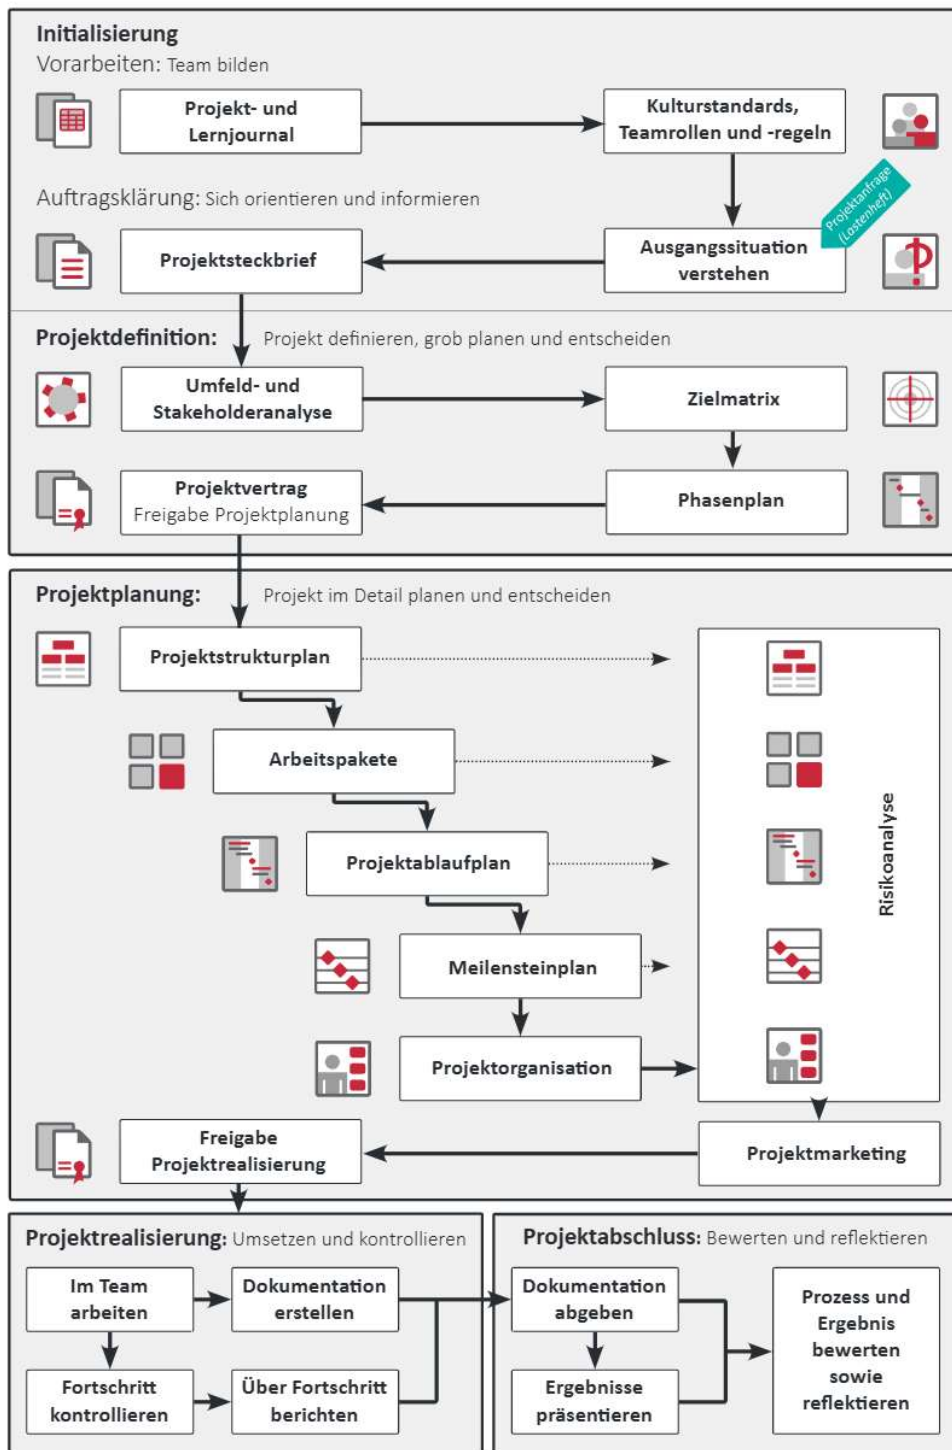 Initialisierung
Vorarbeiten: Team bilden
Projekt- und
Lernjournal
Kulturstandards,
Teamrollen und -regeln
Projektanfrage
(Lastenheft)
Auftragsklärung: Sich orientieren und informieren
Projektsteckbrief
Ausgangssituation
verstehen
Projektdefinition: Projekt definieren, grob planen und entscheiden
Umfeld- und
Stakeholderanalyse
Zielmatrix
Projektvertrag
Freigabe Projektplanung
Phasenplan
Projektplanung: Projekt im Detail planen und entscheiden
Projektstrukturplan
Arbeitspakete
Projektablaufplan
Risikoanalyse
Meilensteinplan
Projektorganisation
Freigabe
Projektrealisierung
Projektmarketing
Projektrealisierung: Umsetzen und kontrollieren
Im Team
arbeiten
Dokumentation
erstellen
Fortschritt
kontrollieren
Über Fortschritt
berichten
Projektabschluss: Bewerten und reflektieren
Dokumentation
abgeben
Ergebnisse
präsentieren
Prozess und
Ergebnis
bewerten
sowie
reflektieren